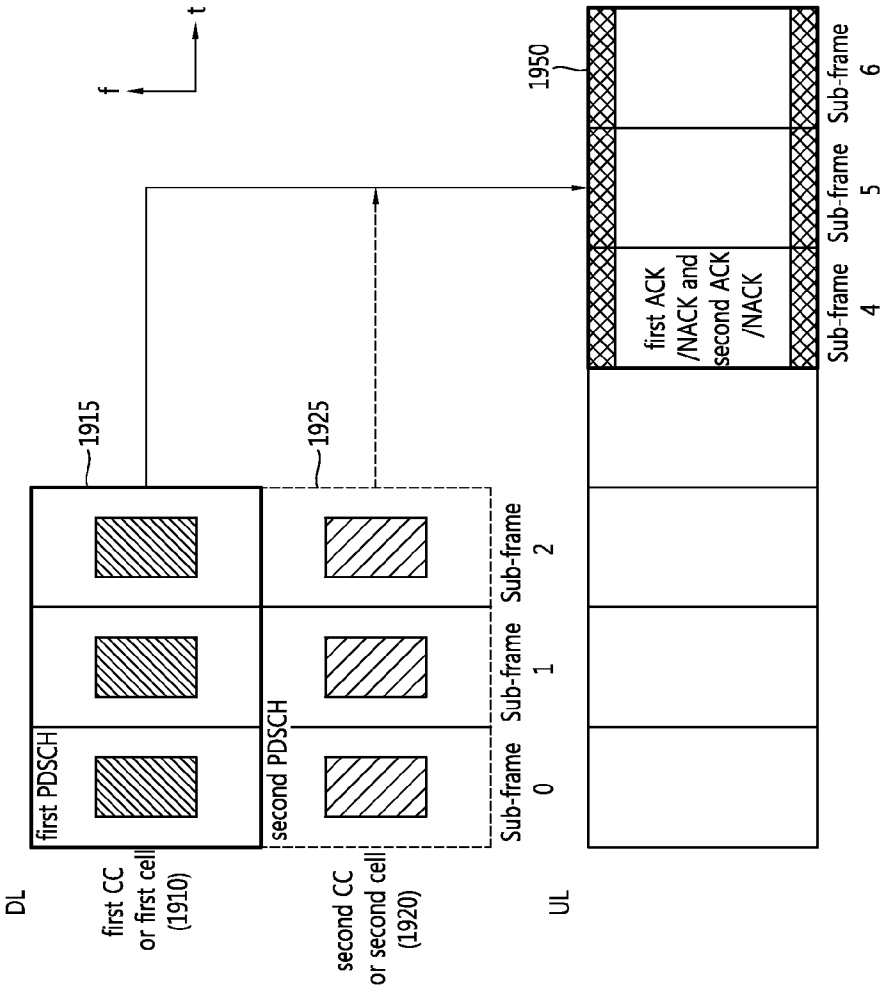 DL
first CC
or first cell
(1910)
first PDSCH
1915
f
t
second CC
or second cell
(1920)
second PDSCH
1925
Sub-frame
0
Sub-frame
1
Sub-frame
2
UL
first ACK
/NACK and
second ACK
/NACK
1950
Sub-frame
4
Sub-frame
5
Sub-frame
6